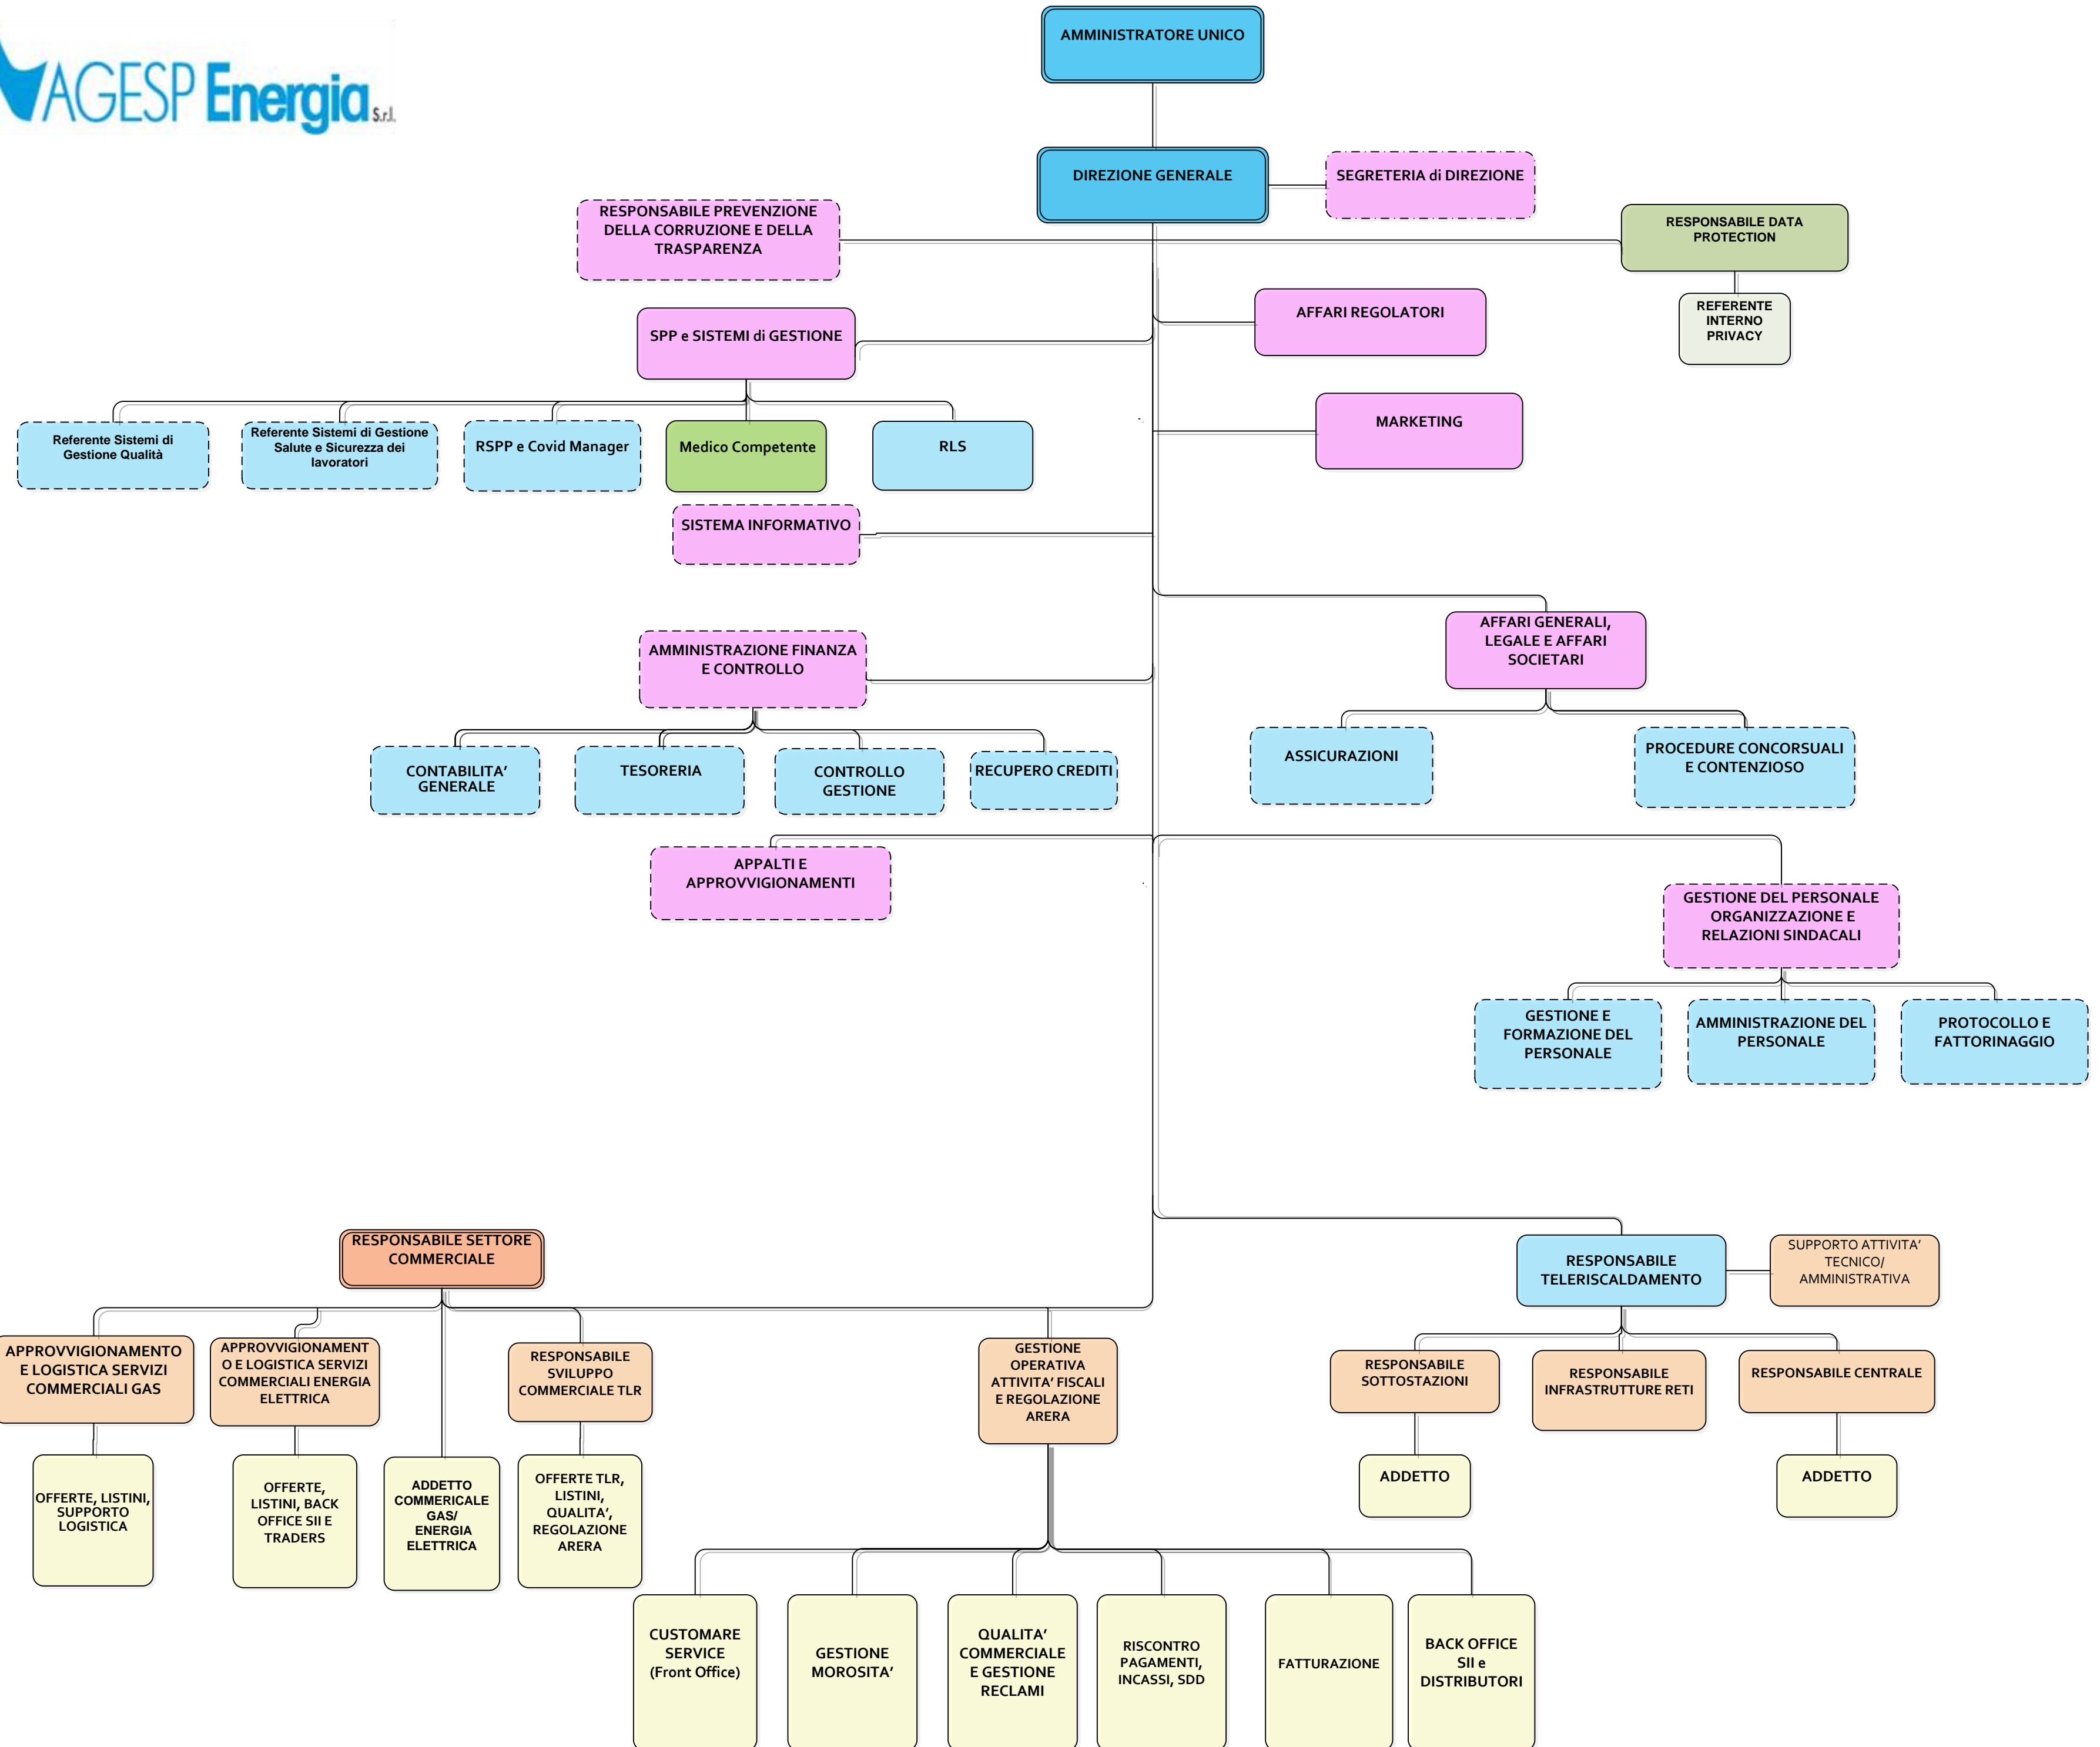 AGESP Energia S.r.l.
AMMINISTRATORE UNICO
DIREZIONE GENERALE
SEGRETERIA di DIREZIONE
RESPONSABILE PREVENZIONE
DELLA CORRUZIONE E DELLA
TRASPARENZA
RESPONSABILE DATA
PROTECTION
REFERENTE
INTERNO
PRIVACY
AFFARI REGOLATORI
SPP e SISTEMI di GESTIONE
MARKETING
Referente Sistemi di
Gestione Qualità
Referente Sistemi di Gestione
Salute e Sicurezza dei
lavoratori
RSPP e Covid Manager
Medico Competente
RLS
SISTEMA INFORMATIVO
AFFARI GENERALI,
LEGALE E AFFARI
SOCIETARI
AMMINISTRAZIONE FINANZA
E CONTROLLO
CONTABILITA’
GENERALE
TESORERIA
CONTROLLO
GESTIONE
RECUPERO CREDITI
ASSICURAZIONI
PROCEDURE CONCORSUALI
E CONTENZIOSO
APPALTI E
APPROVVIGIONAMENTI
GESTIONE DEL PERSONALE
ORGANIZZAZIONE E
RELAZIONI SINDACALI
GESTIONE E
FORMAZIONE DEL
PERSONALE
AMMINISTRAZIONE DEL
PERSONALE
PROTOCOLLO E
FATTORINAGGIO
RESPONSABILE SETTORE
COMMERCIALE
RESPONSABILE
TELERISCALDAMENTO
SUPPORTO ATTIVITA’
TECNICO/
AMMINISTRATIVA
APPROVVIGIONAMENTO
E LOGISTICA SERVIZI
COMMERCIALI GAS
APPROVVIGIONAMENT
O E LOGISTICA SERVIZI
COMMERCIALI ENERGIA
ELETTRICA
RESPONSABILE
SVILUPPO
COMMERCIALE TLR
GESTIONE
OPERATIVA
ATTIVITA’ FISCALI
E REGOLAZIONE
ARERA
RESPONSABILE
SOTTOSTAZIONI
RESPONSABILE
INFRASTRUTTURE RETI
RESPONSABILE CENTRALE
OFFERTE, LISTINI,
SUPPORTO
LOGISTICA
OFFERTE,
LISTINI, BACK
OFFICE SII E
TRADERS
ADDETTO
COMMERICALE
GAS/
ENERGIA
ELETTRICA
OFFERTE TLR,
LISTINI,
QUALITA’,
REGOLAZIONE
ARERA
ADDETTO
ADDETTO
CUSTOMARE
SERVICE
(Front Office)
GESTIONE
MOROSITA’
QUALITA’
COMMERCIALE
E GESTIONE
RECLAMI
RISCONTRO
PAGAMENTI,
INCASSI, SDD
FATTURAZIONE
BACK OFFICE
SII e
DISTRIBUTORI